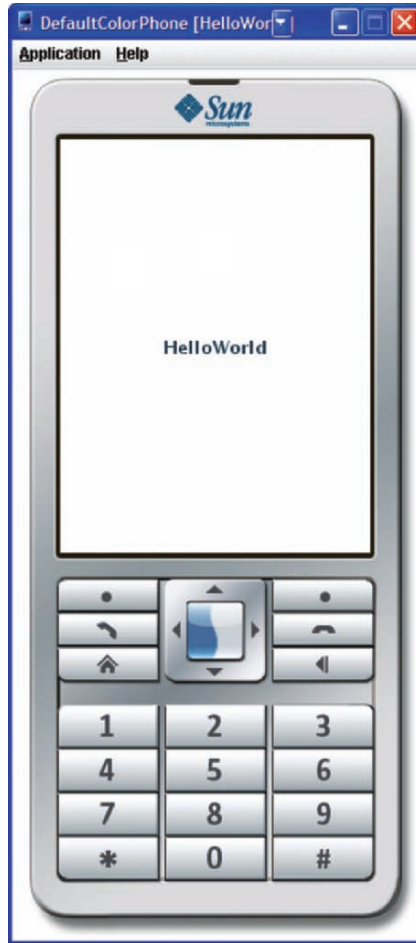 DefaultColorPhone [HelloWor
Application Help
Sun
microsystems
HelloWorld
1 2 3
4 5 6
7 8 9
* 0 #